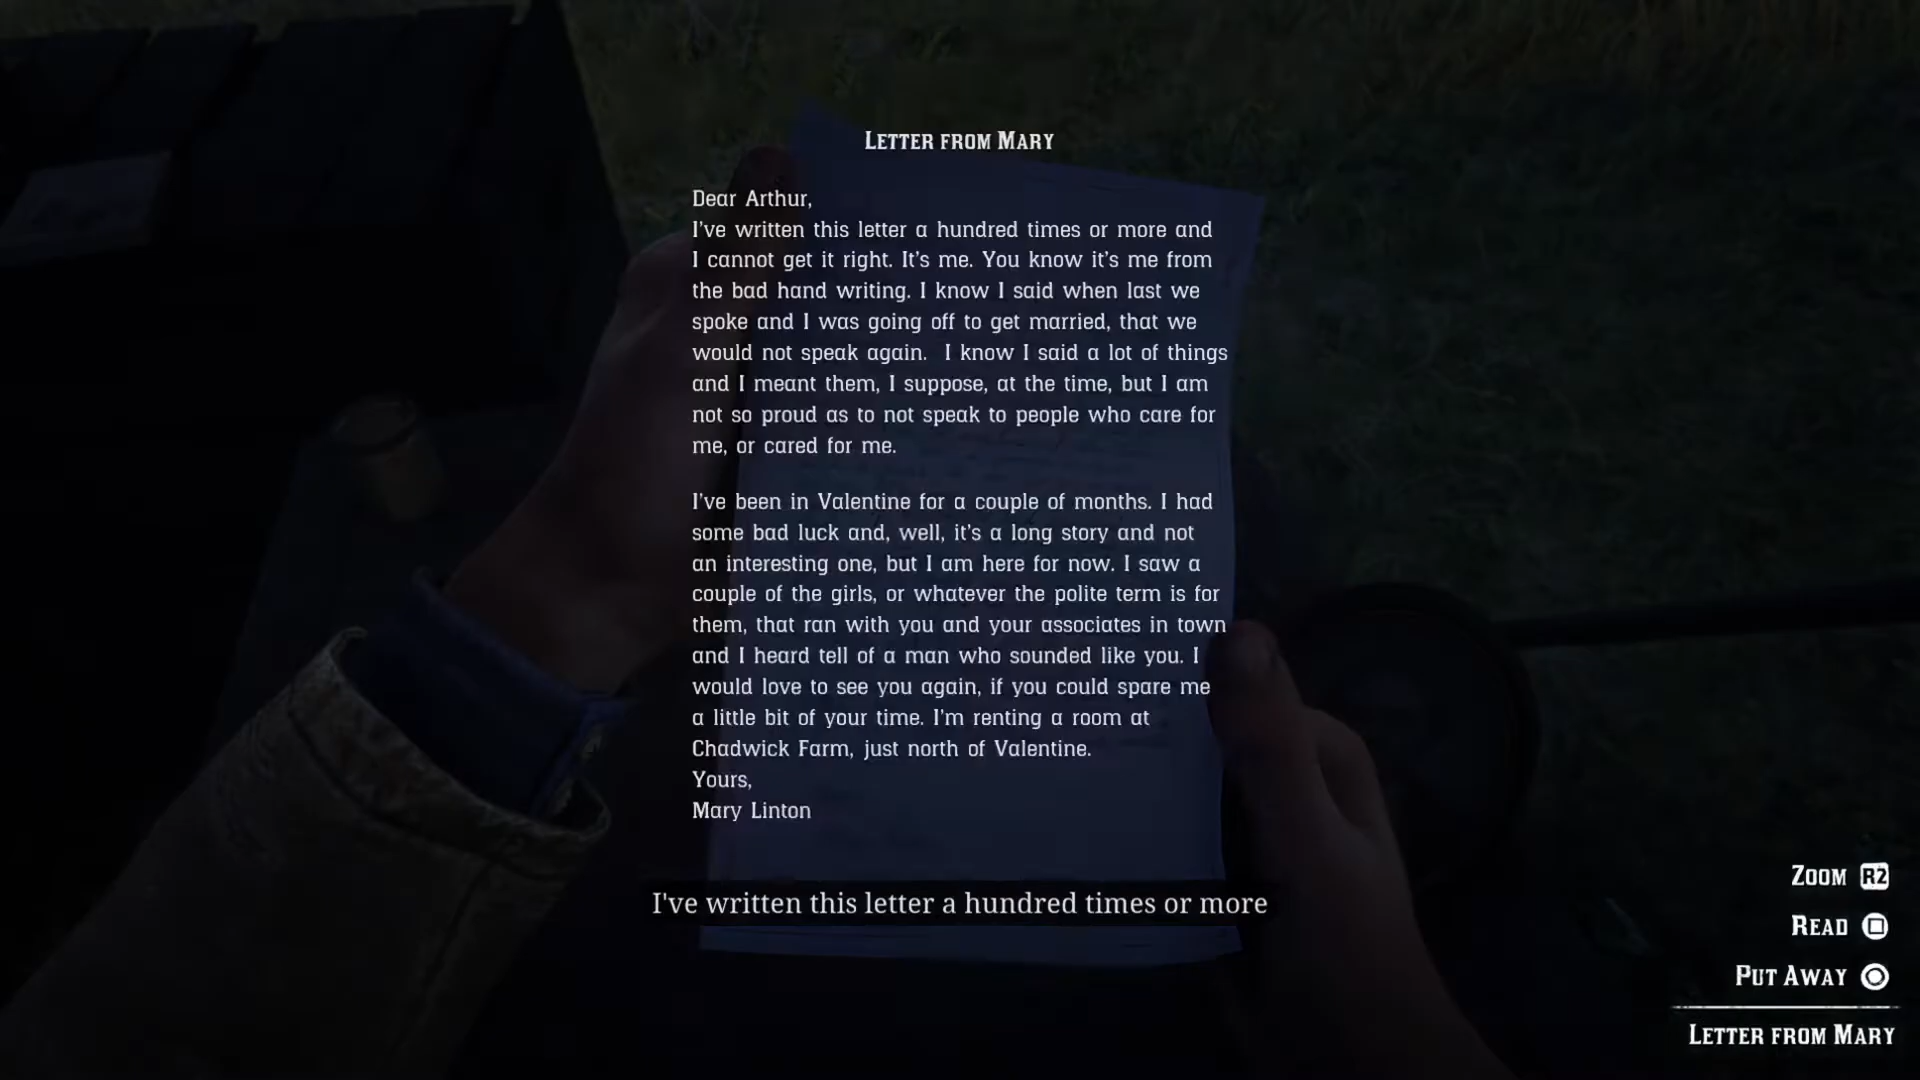 LETTER FROM MARY
Dear Arthur,
I've written this letter a hundred times or more and
I cannot get it right. It's me. You know it's me from
the bad hand writing. I know I said when last we
spoke and I was going off to get married, that we
would not speak again.  I know I said a lot of things
and I meant them, I suppose, at the time, but I am
not so proud as to not speak to people who care for
me, or cared for me.
I've been in Valentine for a couple of months. I had
some bad luck and, well, it's a long story and not
an interesting one, but I am here for now. I saw a
couple of the girls, or whatever the polite term is for
them, that ran with you and your associates in town
and I heard tell of a man who sounded like you. I
would love to see you again, if you could spare me
a little bit of your time. I'm renting a room at
Chadwick Farm, just north of Valentine.
Yours,
Mary Linton
I've written this letter a hundred times or more
ZOOM R2
READ
PUT AWAY
LETTER FROM MARY